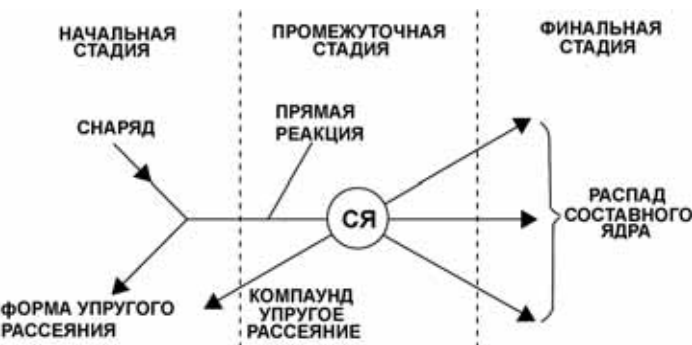 НАЧАЛЬНАЯ
СТАДИЯ
ПРОМЕЖУТОЧНАЯ
СТАДИЯ
ФИНАЛЬНАЯ
СТАДИЯ
СНАРЯД
ПРЯМАЯ
РЕАКЦИЯ
СЯ
РАСПАД
СОСТАВНОГО
ЯДРА
фОРМА УПРУГОГО
РАССЕЯНИЯ
КОМПАУНД
УПРУГОЕ
РАССЕЯНИЕ